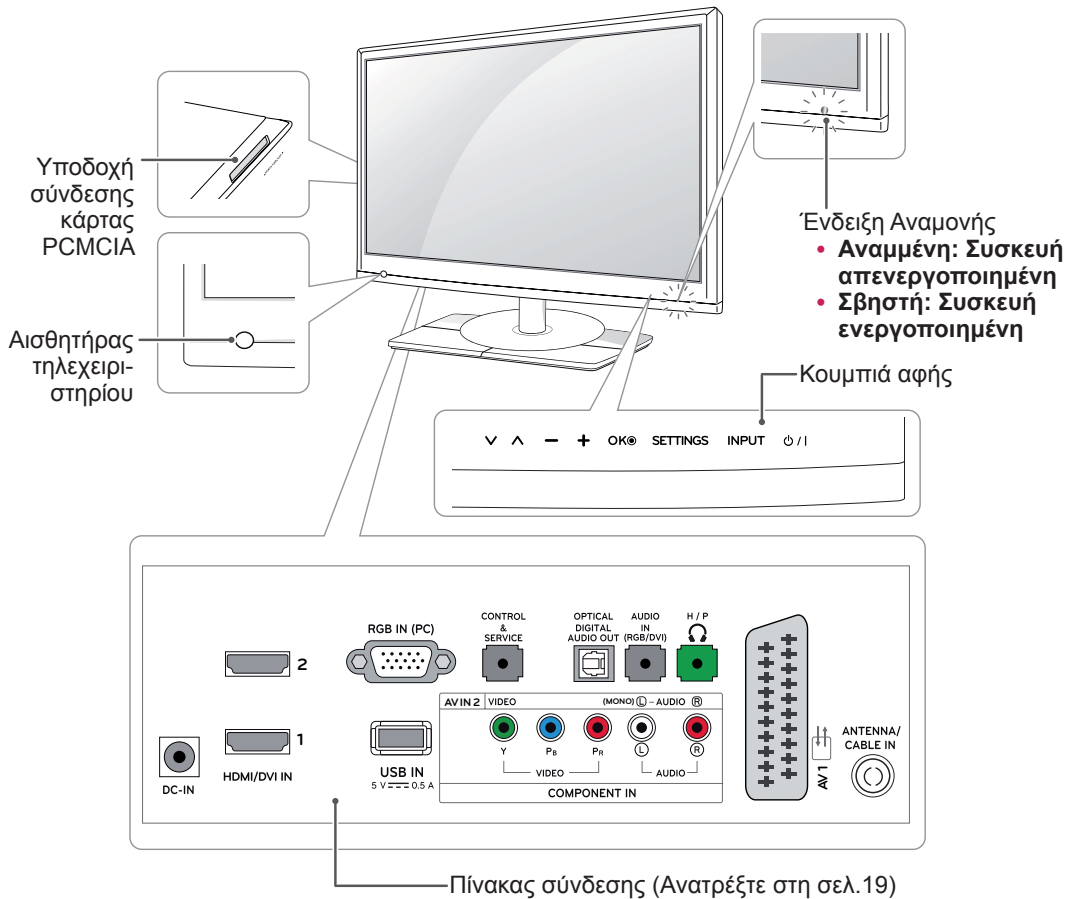 Υποδοχή
σύνδεσης
κάρτας
PCMCIA
Αισθητήρας
τηλεχειρι-
στηρίου
Ένδειξη Αναμονής
• Αναμμένη: Συσκευή
απενεργοποιημένη
• Σβηστή: Συσκευή
ενεργοποιημένη
Κουμπιά αφής
OK SETTINGS INPUT
RGB IN (PC)
CONTROL
&
SERVICE
OPTICAL
DIGITAL
AUDIO OUT
AUDIO
IN
(RGB/DVI)
H / P
2
1
HDMI/DVI IN
DC-IN
USB IN
5 V 0.5 A
AV IN 2 VIDEO (MONO) L – AUDIO R
Y PB PR L R
VIDEO AUDIO
COMPONENT IN
AV 1
ANTENNA/
CABLE IN
Πίνακας σύνδεσης (Ανατρέξτε στη σελ.19)